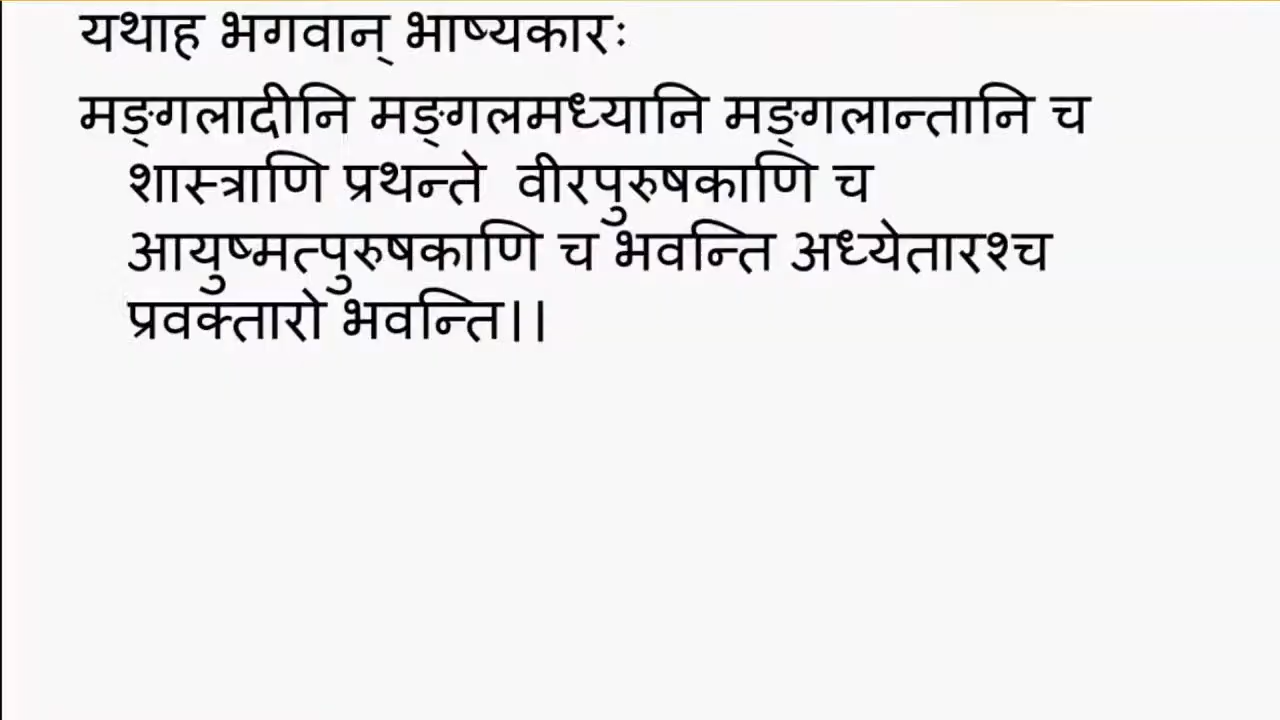 यथाह भगवान् भाष्यकारः
मङ्गलादीनि मङ्गलमध्यानि मङ्गलान्तानि च
शास्त्राणि प्रथन्ते वीरपुरुषकाणि च
आयुष्मत्पुरुषकाणि च भवन्ति अध्येतारश्च
प्रवक्तारो भवन्ति।।